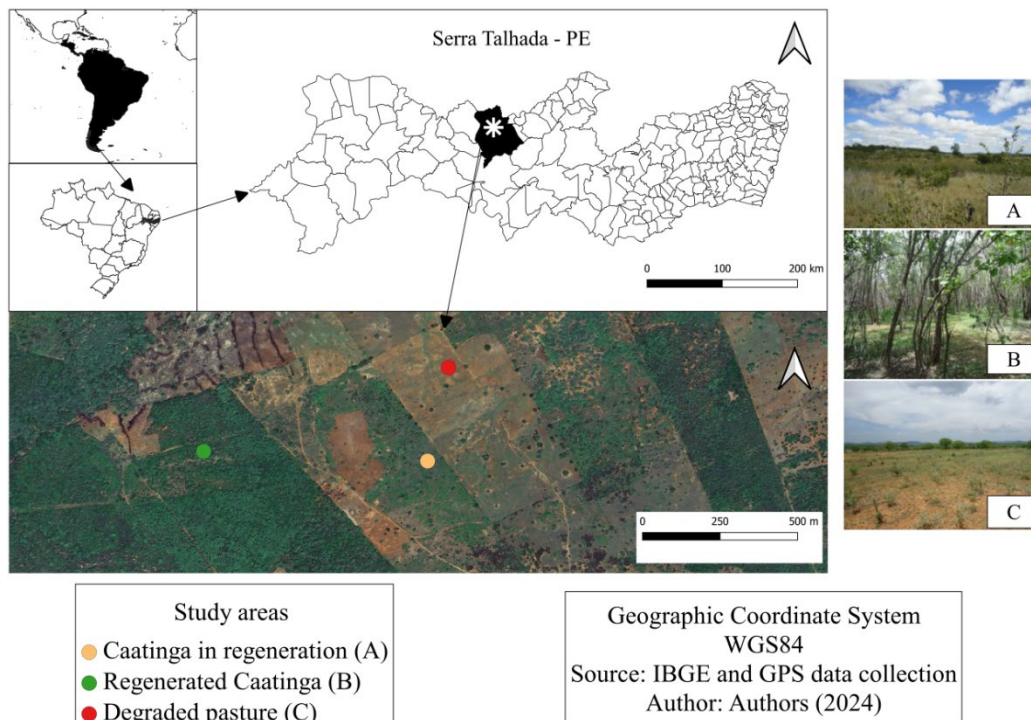 Serra Talhada - PE
0 100 200 km
A
B
C
0 250 500 m
Study areas
Caatinga in regeneration (A)
Regenerated Caatinga (B)
Degraded pasture (C)
Geographic Coordinate System
WGS84
Source: IBGE and GPS data collection
Author: Authors (2024)